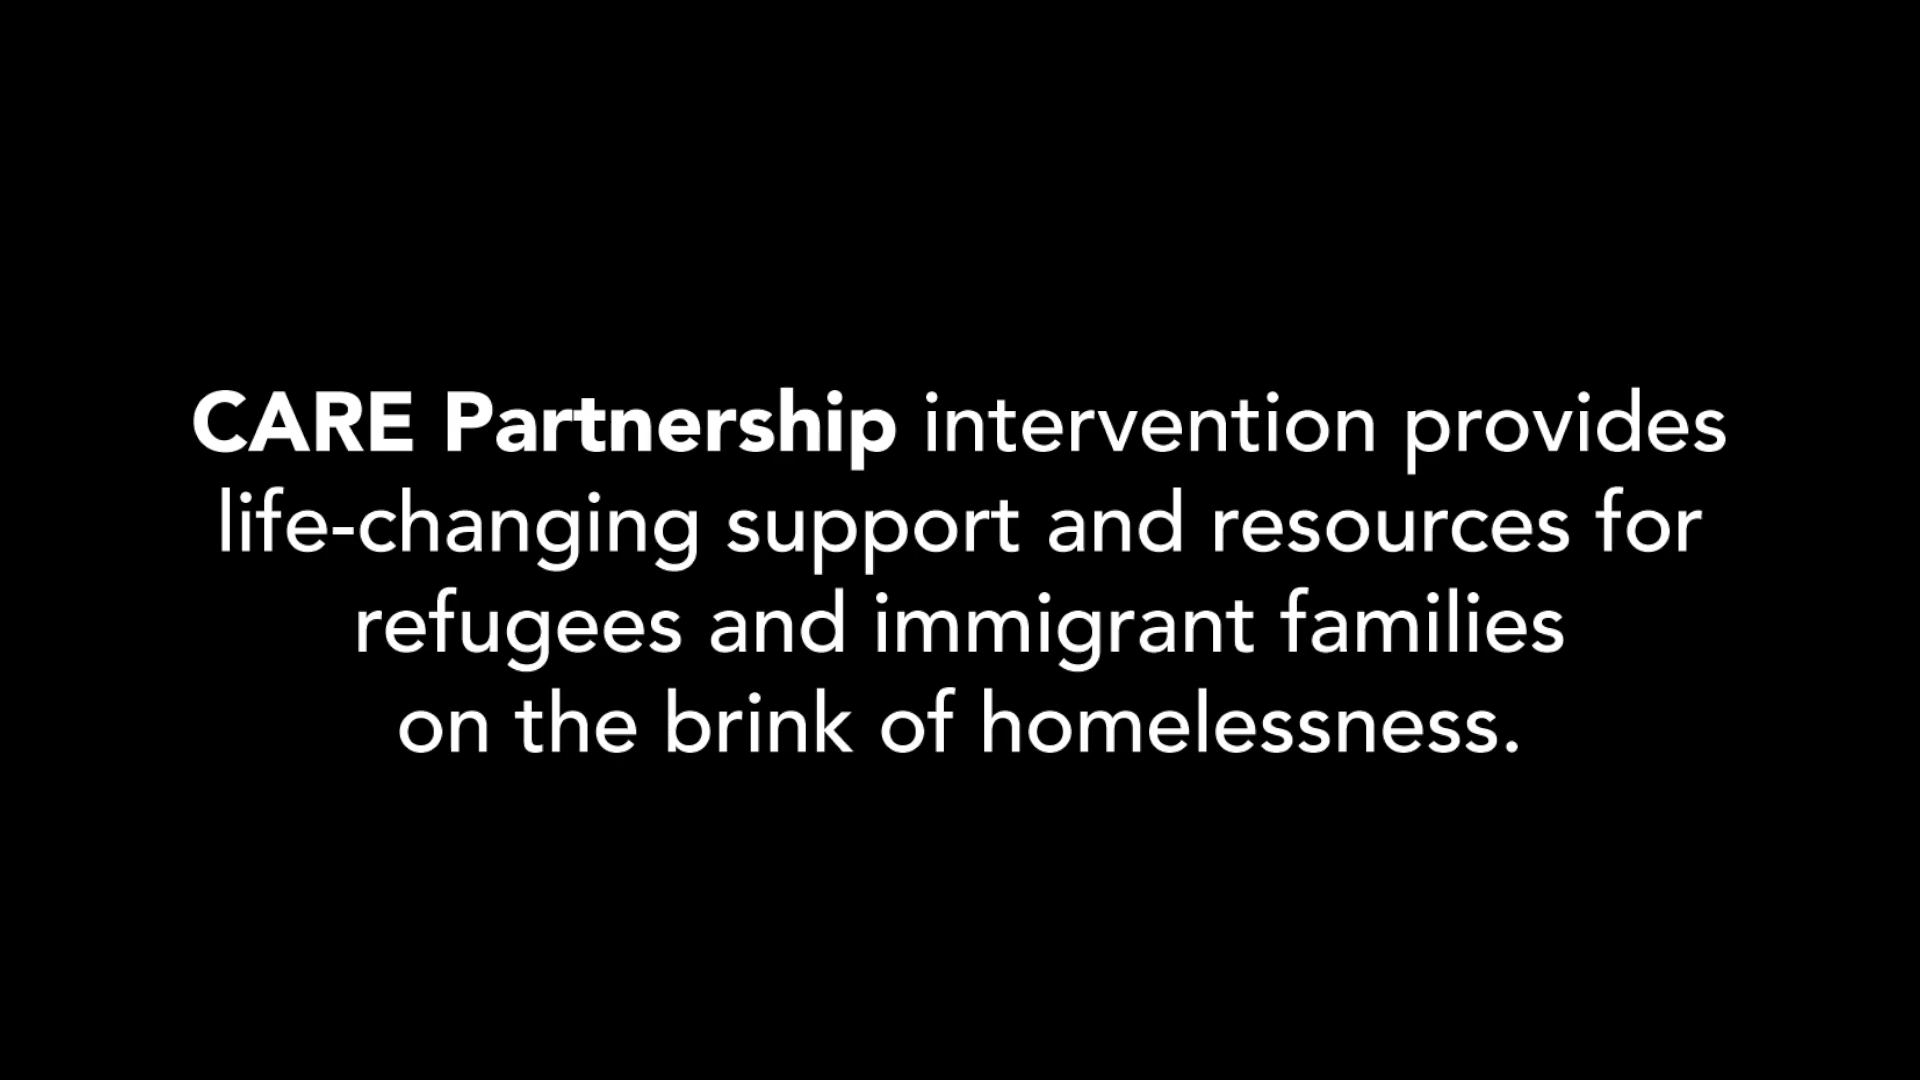 CARE Partnership intervention provides
life-changing support and resources for
refugees and immigrant families
on the brink of homelessness.